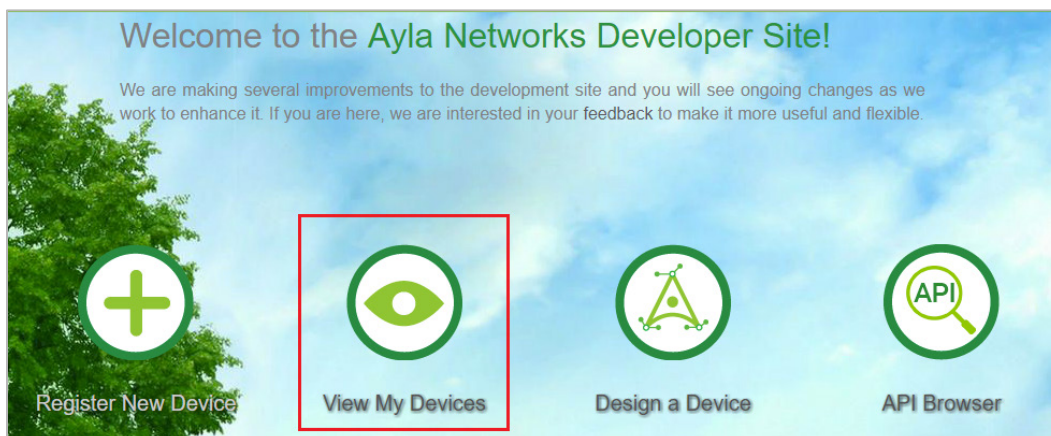 Welcome to the Ayla Networks Developer Site!
We are making several improvements to the development site and you will see ongoing changes as we
work to enhance it. If you are here, we are interested in your feedback to make it more useful and flexible.
API
Register New Device
View My Devices
Design a Device
API Browser